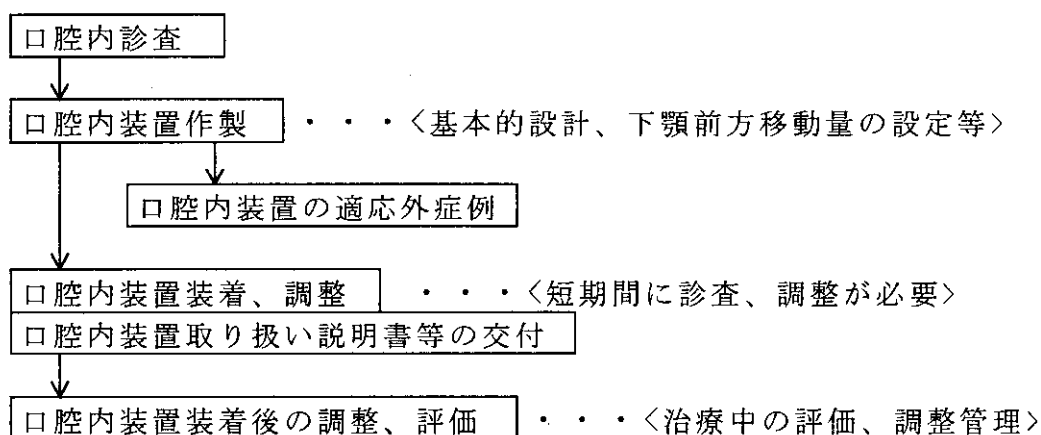 口腔内診査
口腔内装置作製 ・・・〈基本的設計、下顎前方移動量の設定等〉
口腔内装置の適応外症例
口腔内装置装着、調整 ・・・〈短期間に診査、調整が必要〉
口腔内装置取り扱い説明書等の交付
口腔内装置装着後の調整、評価 ・・・〈治療中の評価、調整管理〉